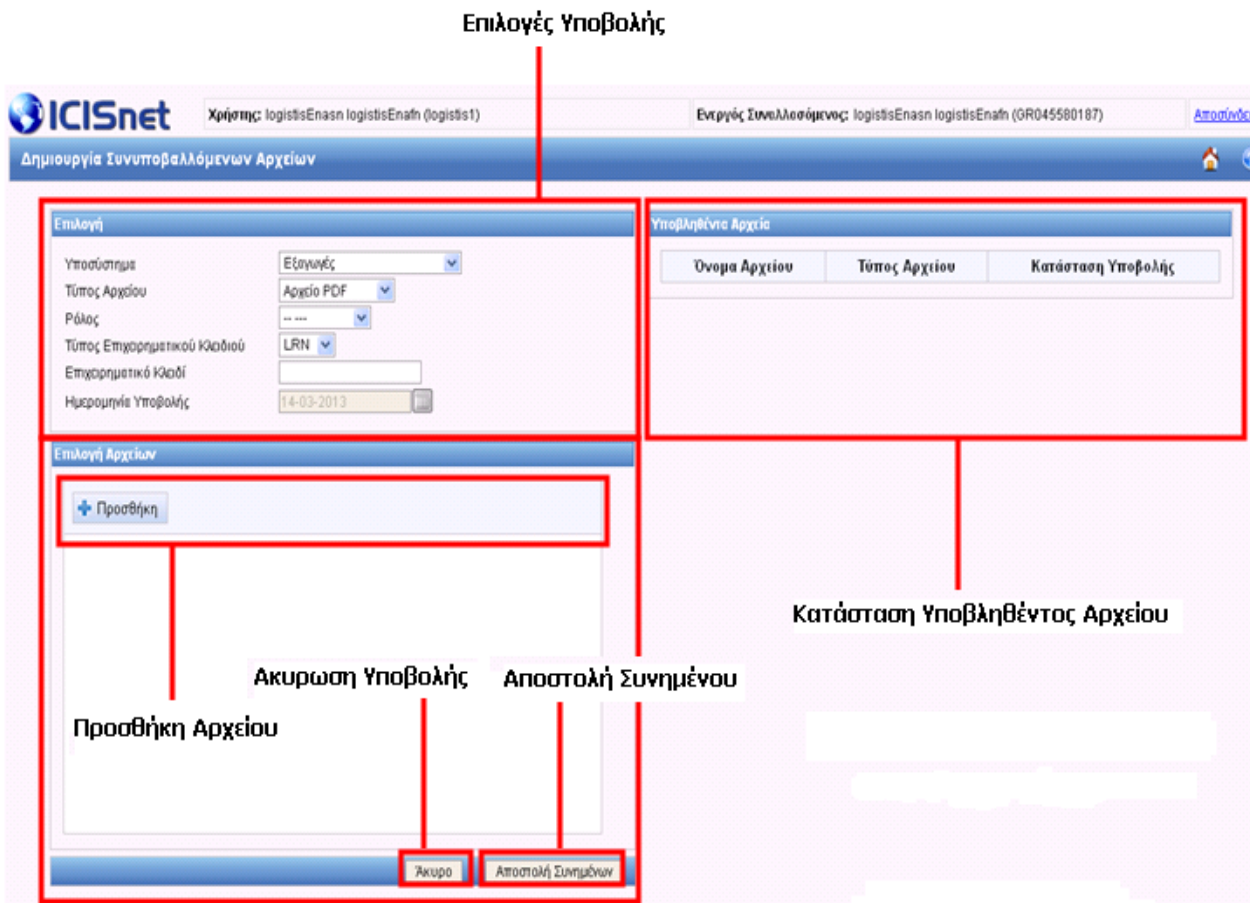 Επιλογές Υποβολής
ICISnet
Χρήστης: logistisEnasn logistisEnafn (logistis1)
Ενεργός Συναλλασόμενος: logistisEnasn logistisEnafn (GR045580187)
Αποσύνδε
Δημιουργία Συνυποβαλλόμενων Αρχείων
Επιλογή
Υποβληθέντα Αρχεία
Υποσύστημα Εξαγωγές
Όνομα Αρχείου Τύπος Αρχείου Κατάσταση Υποβολής
Τύπος Αρχείου Αρχείο PDF
Ρόλος -- ---
Τύπος Επιχειρηματικού Κλειδιού LRN
Επιχειρηματικό Κλειδί
Ημερομηνία Υποβολής 14-03-2013
Επιλογή Αρχείων
Προσθήκη
Κατάσταση Υποβληθέντος Αρχείου
Ακυρωση Υποβολής
Αποστολή Συνημένου
Προσθήκη Αρχείου
Άκυρο
Αποστολή Συνημένων